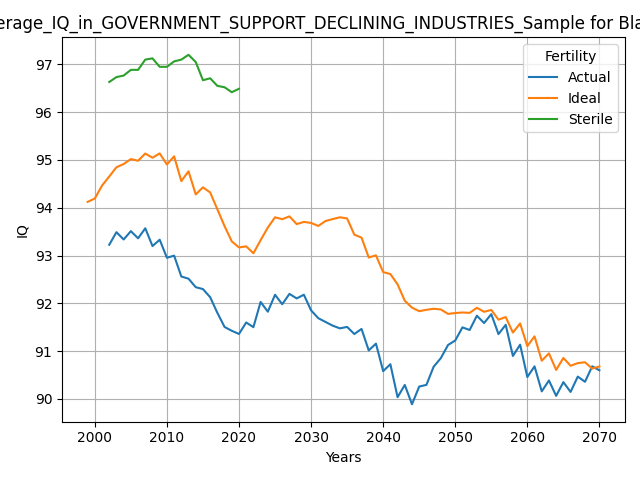 erage_IQ_in_GOVERNMENT_SUPPORT_DECLINING_INDUSTRIES_Sample for Bla
Fertility
Actual
Ideal
Sterile
97
96
95
94
93
92
91
90
IQ
2000 2010 2020 2030 2040 2050 2060 2070
Years